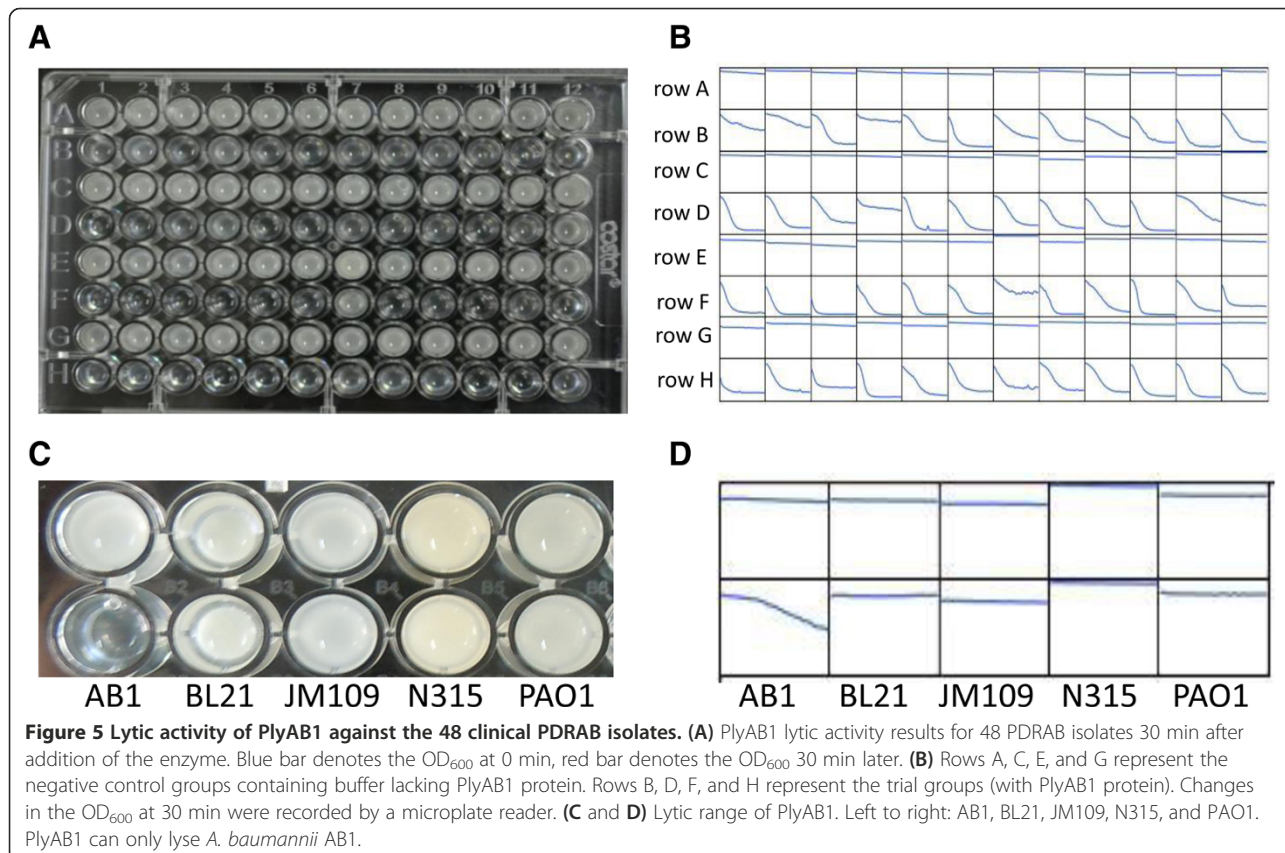 A
B
1 2 3 4 5 6 7 8 9 10 11 12
A
B
C
D
E
F
G
H
costar
row A
row B
row C
row D
row E
row F
row G
row H
C
D
B2 B3 B4 B5 B6
AB1 BL21 JM109 N315 PAO1
AB1 BL21 JM109 N315 PAO1
Figure 5 Lytic activity of PlyAB1 against the 48 clinical PDRAB isolates. (A) PlyAB1 lytic activity results for 48 PDRAB isolates 30 min after
addition of the enzyme. Blue bar denotes the OD₆₀₀ at 0 min, red bar denotes the OD₆₀₀ 30 min later. (B) Rows A, C, E, and G represent the
negative control groups containing buffer lacking PlyAB1 protein. Rows B, D, F, and H represent the trial groups (with PlyAB1 protein). Changes
in the OD₆₀₀ at 30 min were recorded by a microplate reader. (C and D) Lytic range of PlyAB1. Left to right: AB1, BL21, JM109, N315, and PAO1.
PlyAB1 can only lyse A. baumannii AB1.